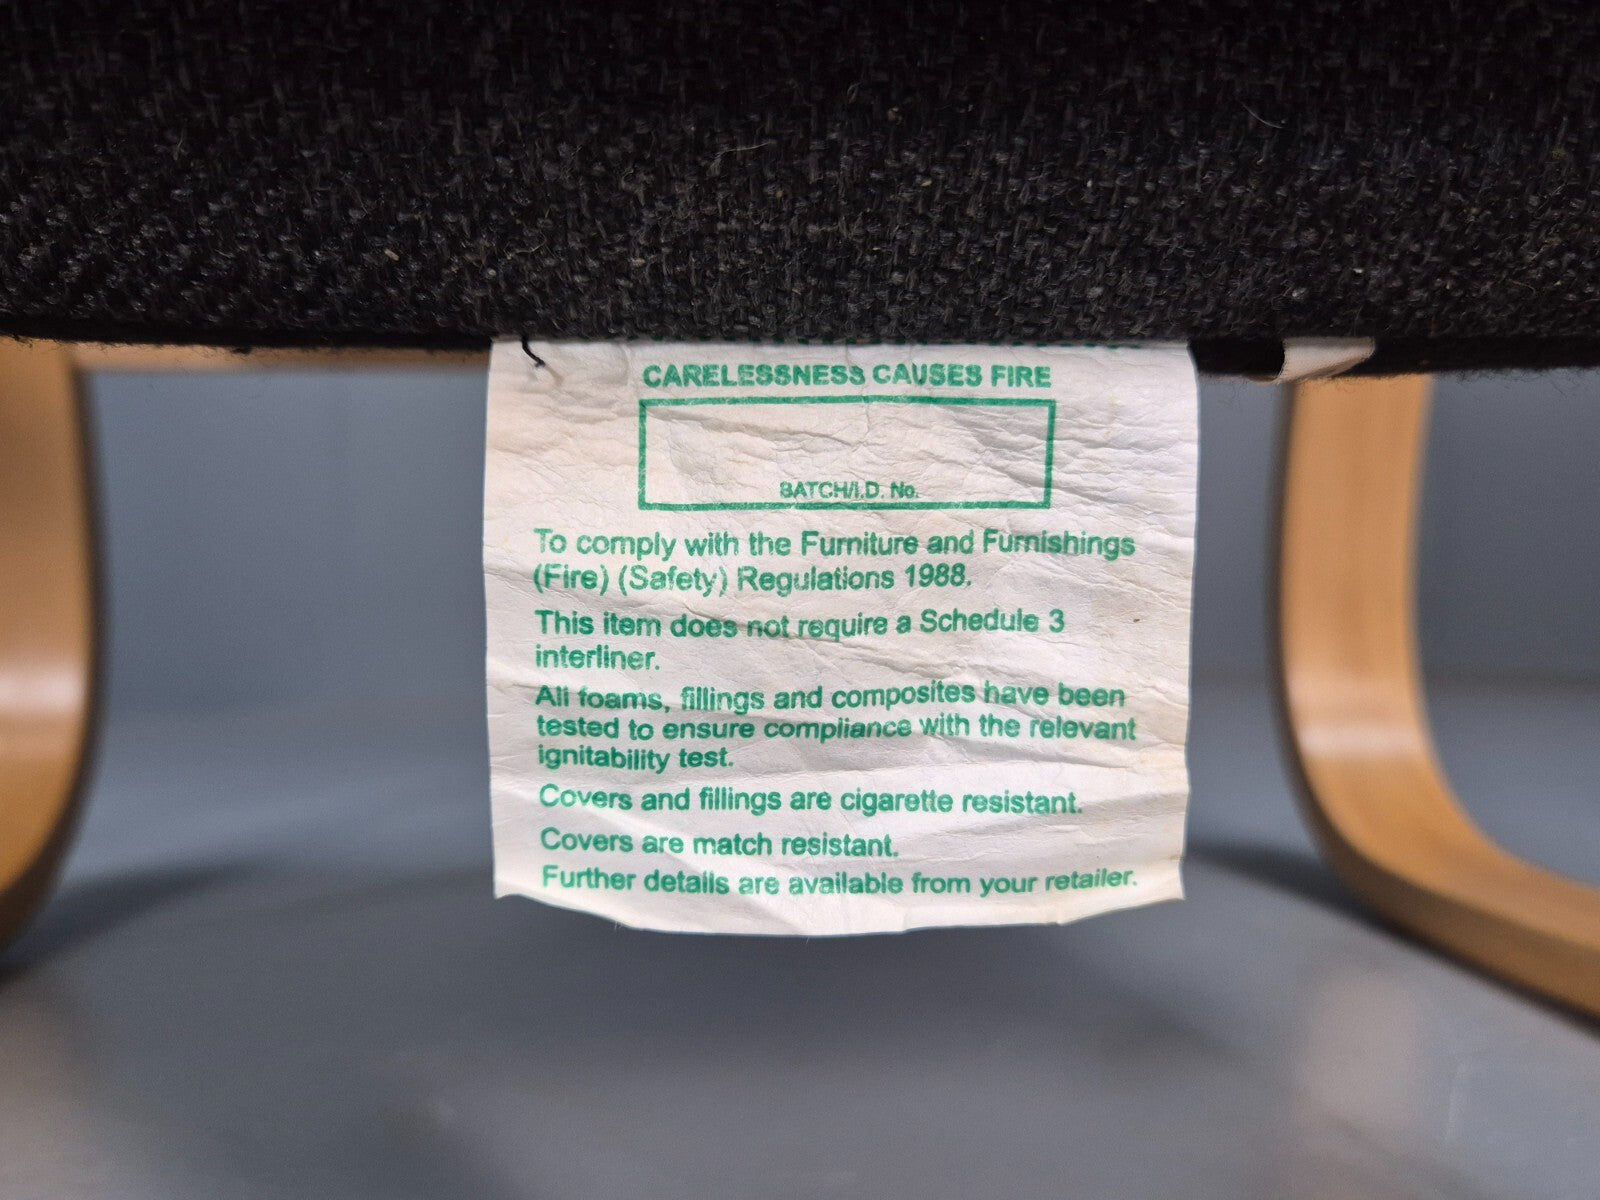 CARELESSNESS CAUSES FIRE
BATCH/I.D. No.
To comply with the Furniture and Furnishings
(Fire) (Safety) Regulations 1988.
This item does not require a Schedule 3
interliner.
All foams, fillings and composites have been
tested to ensure compliance with the relevant
ignitability test.
Covers and fillings are cigarette resistant.
Covers are match resistant.
Further details are available from your retailer.